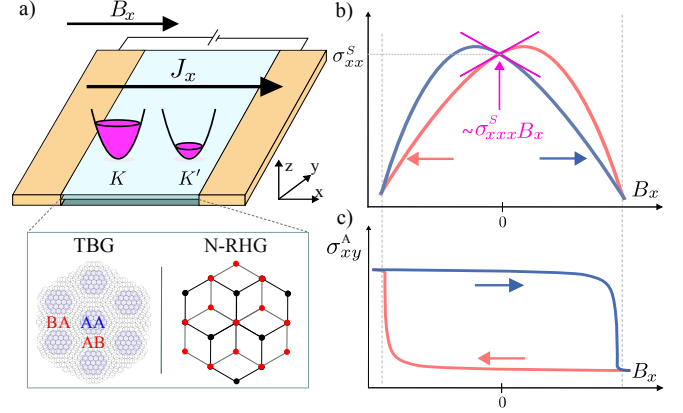 a)
B_x
J_x
K
K′
z
y
x
TBG
N-RHG
BA
AA
AB
b)
σ^S_xx
~σ^S_xxx B_x
B_x
0
c)
σ^A_xy
B_x
0